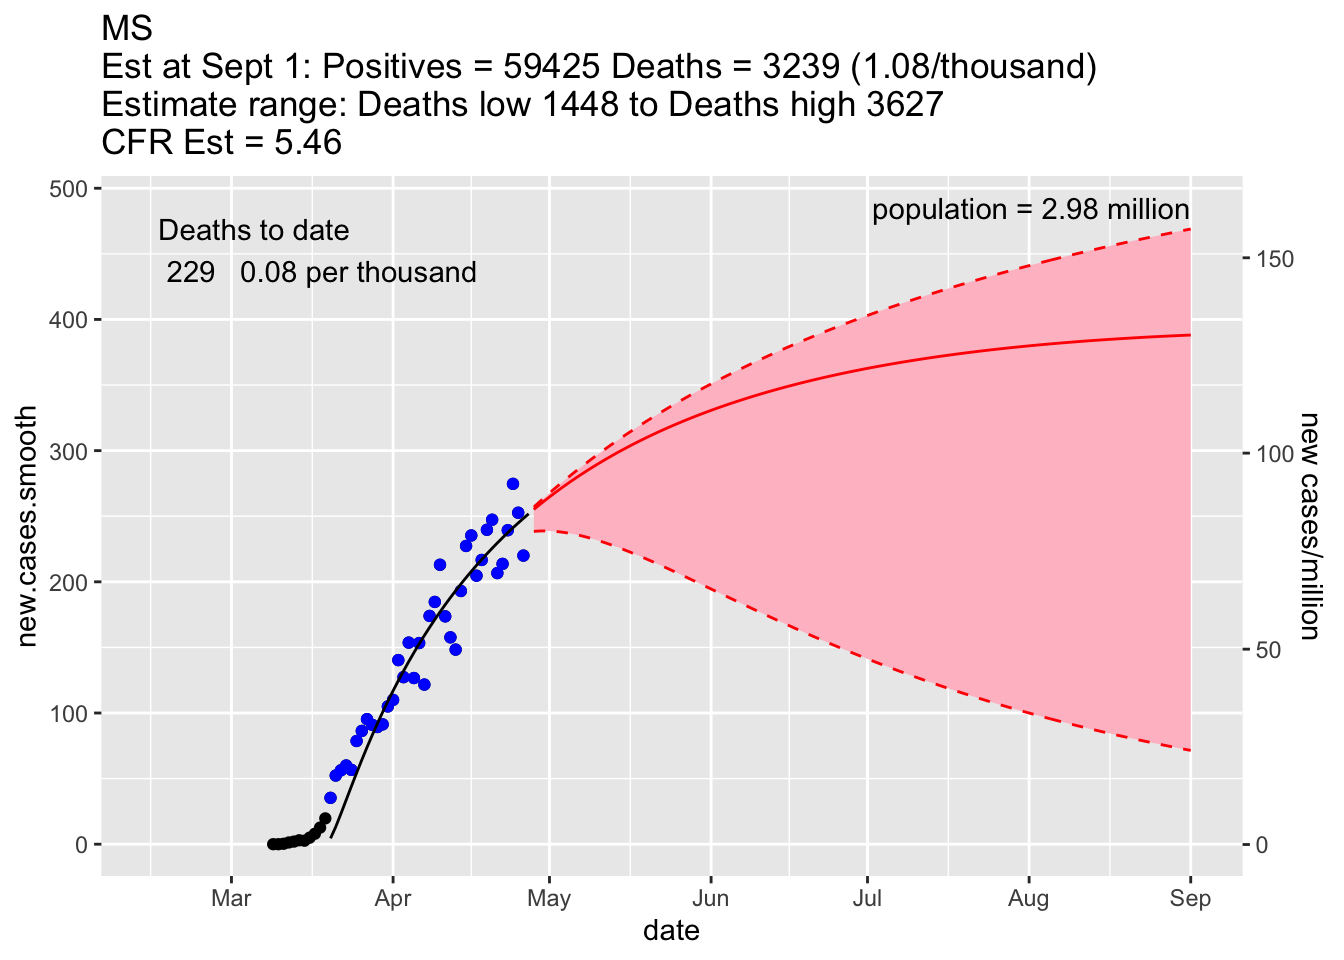 MS
Est at Sept 1: Positives = 59425 Deaths = 3239 (1.08/thousand)
Estimate range: Deaths low 1448 to Deaths high 3627
CFR Est = 5.46
500
400
300
200
100
0
new.cases.smooth
Deaths to date
229 0.08 per thousand
population = 2.98 million
150
100
50
0
new cases/million
Mar Apr May Jun Jul Aug Sep
date